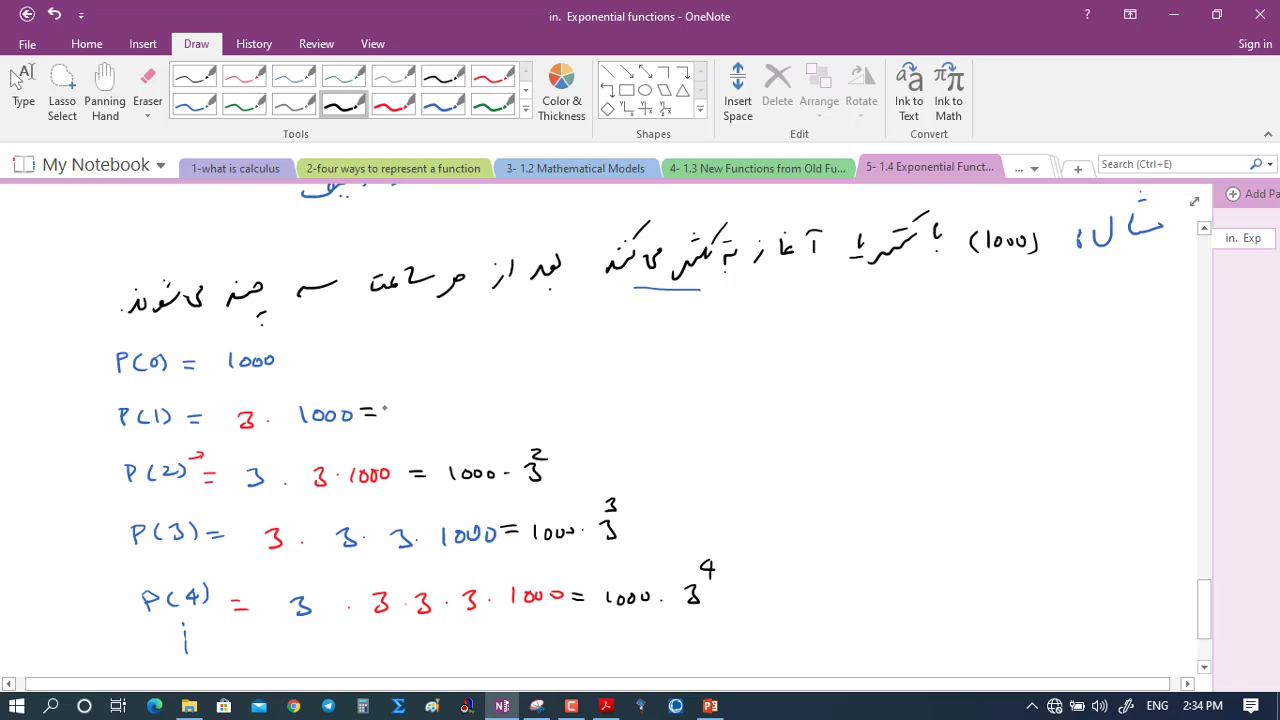 in. Exponential functions - OneNote
File Home Insert Draw History Review View Sign in
Type Lasso Select Panning Hand Eraser Color & Thickness Insert Space Delete Arrange Rotate Ink to Text Ink to Math
Tools Shapes Edit Convert
My Notebook 1-what is calculus 2-four ways to represent a function 3- 1.2 Mathematical Models 4- 1.3 New Functions from Old Fu... 5- 1.4 Exponential Funct... ... Search (Ctrl+E)
Add Pa
in. Exp
مثال: (1000) باکتریا آغاز به تکثر می‌کند بعد از هر ساعت سه
چند می‌شوند.
P(0) = 1000
P(1) = 3 · 1000 =
P(2) = 3 · 3 · 1000 = 1000 · 3²
P(3) = 3 · 3 · 3 · 1000 = 1000 · 3³
P(4) = 3 · 3 · 3 · 3 · 1000 = 1000 · 3⁴
2:34 PM